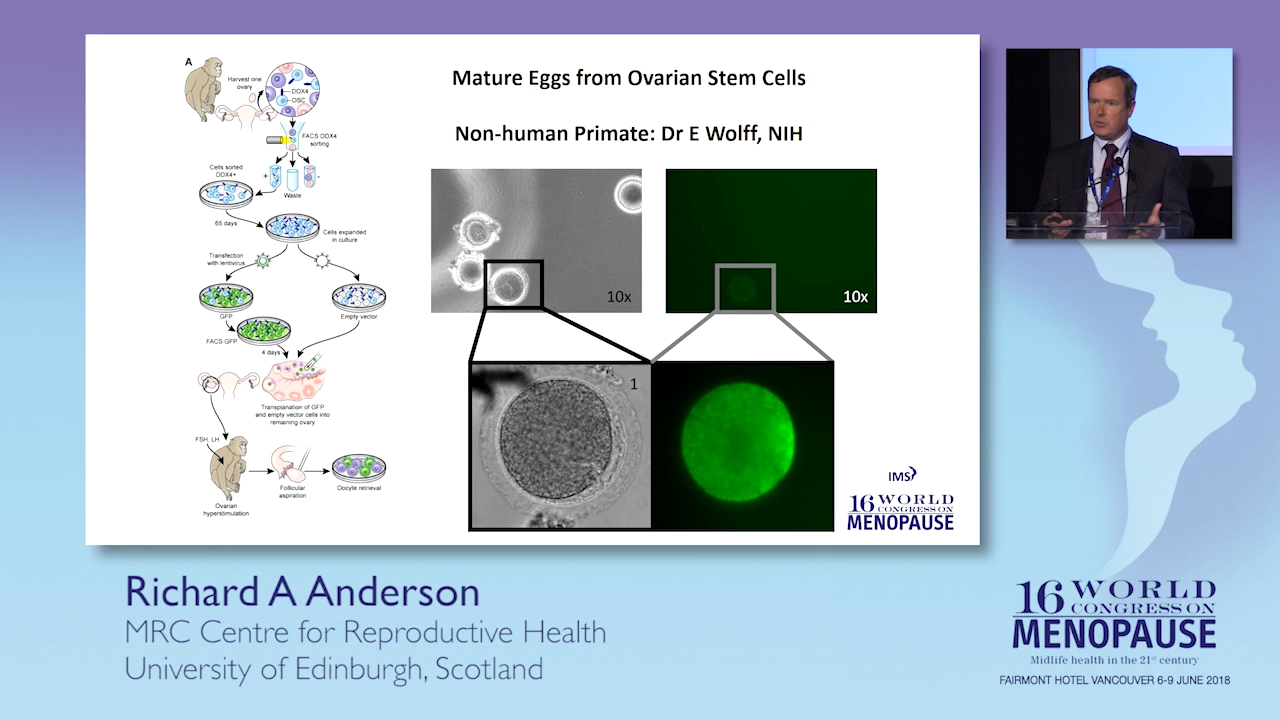 A
Harvest one
ovary
DDX4
OSC
FACS DDX4
sorting
Cells sorted
DDX4+
+
-
Waste
65 days
Cells expanded
in culture
Transfection
with lentivirus
GFP
Empty vector
FACS GFP
4 days
Transplanation of GFP
and empty vector cells into
remaining ovary
FSH, LH
Ovarian
hyperstimulation
Follicular
aspiration
Oocyte retrieval
Mature Eggs from Ovarian Stem Cells
Non-human Primate: Dr E Wolff, NIH
10x
10x
1
IMS
16 WORLD
CONGRESS ON
MENOPAUSE
Richard A Anderson
MRC Centre for Reproductive Health
University of Edinburgh, Scotland
16 WORLD
CONGRESS ON
MENOPAUSE
Midlife health in the 21st century
FAIRMONT HOTEL VANCOUVER 6-9 JUNE 2018